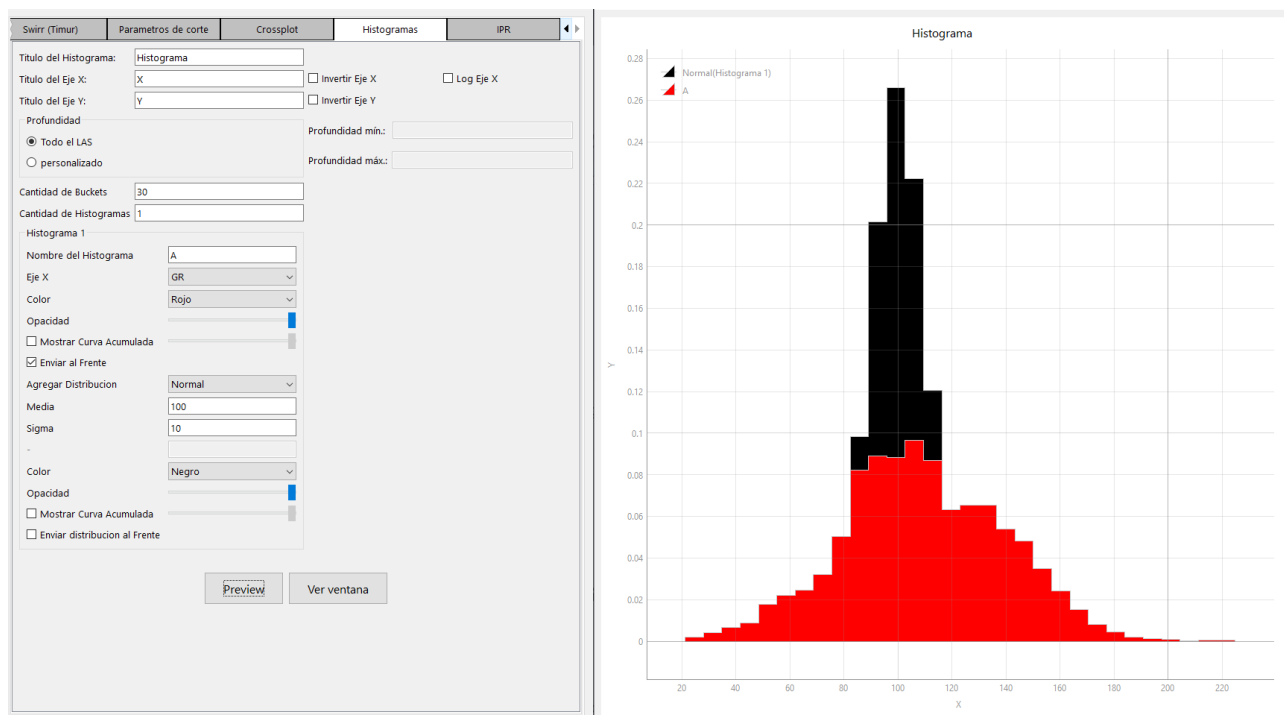 Swirr (Timur) Parametros de corte Crossplot Histogramas IPR
Titulo del Histograma: Histograma
Titulo del Eje X: X Invertir Eje X Log Eje X
Titulo del Eje Y: Y Invertir Eje Y
Profundidad
Todo el LAS
personalizado
Profundidad mín.:
Profundidad máx.:
Cantidad de Buckets 30
Cantidad de Histogramas 1
Histograma 1
Nombre del Histograma A
Eje X GR
Color Rojo
Opacidad
Mostrar Curva Acumulada
Enviar al Frente
Agregar Distribucion Normal
Media 100
Sigma 10
-
Color Negro
Opacidad
Mostrar Curva Acumulada
Enviar distribucion al Frente
Preview Ver ventana
Histograma
Normal(Histograma 1)
A
0.28
0.26
0.24
0.22
0.2
0.18
0.16
0.14
0.12
0.1
0.08
0.06
0.04
0.02
0
Y
20 40 60 80 100 120 140 160 180 200 220
X